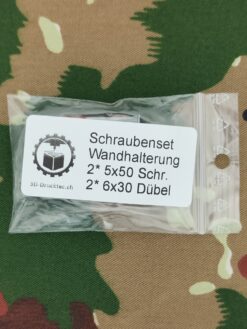 Schraubenset
Wandhalterung
2* 5x50 Schr.
2* 6x30 Dübel
3D-Drucktec.ch